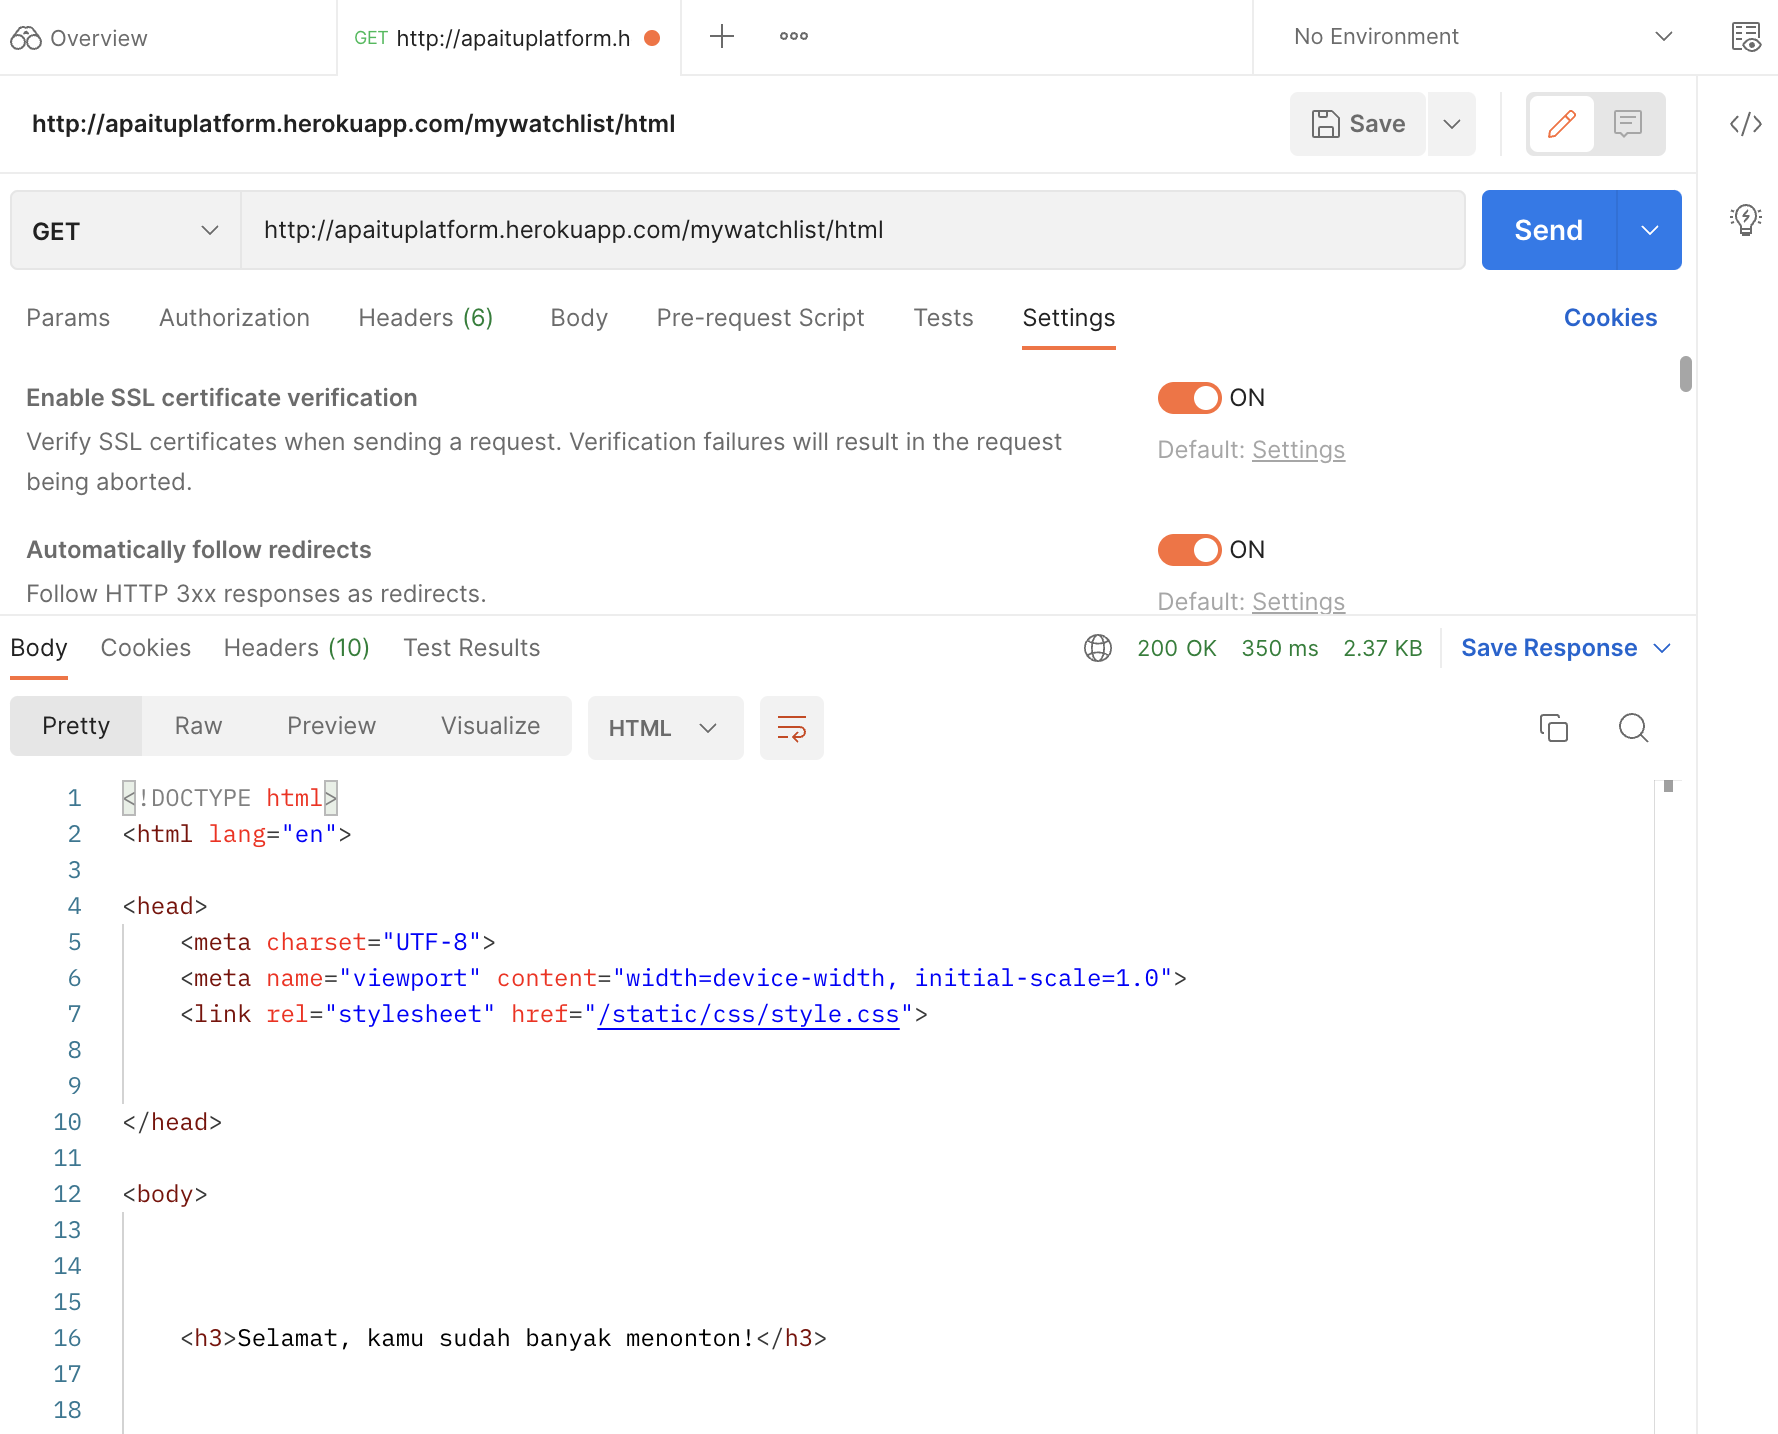 Overview
GET http://apaituplatform.h
No Environment
http://apaituplatform.herokuapp.com/mywatchlist/html
Save
GET
http://apaituplatform.herokuapp.com/mywatchlist/html
Send
Params Authorization Headers (6) Body Pre-request Script Tests Settings Cookies
Enable SSL certificate verification
ON
Verify SSL certificates when sending a request. Verification failures will result in the request
being aborted.
Default: Settings
Automatically follow redirects
ON
Follow HTTP 3xx responses as redirects.
Default: Settings
Body Cookies Headers (10) Test Results 200 OK 350 ms 2.37 KB Save Response
Pretty Raw Preview Visualize HTML
1 <!DOCTYPE html>
2 <html lang="en">
3
4 <head>
5 <meta charset="UTF-8">
6 <meta name="viewport" content="width=device-width, initial-scale=1.0">
7 <link rel="stylesheet" href="/static/css/style.css">
8
9
10 </head>
11
12 <body>
13
14
15
16 <h3>Selamat, kamu sudah banyak menonton!</h3>
17
18